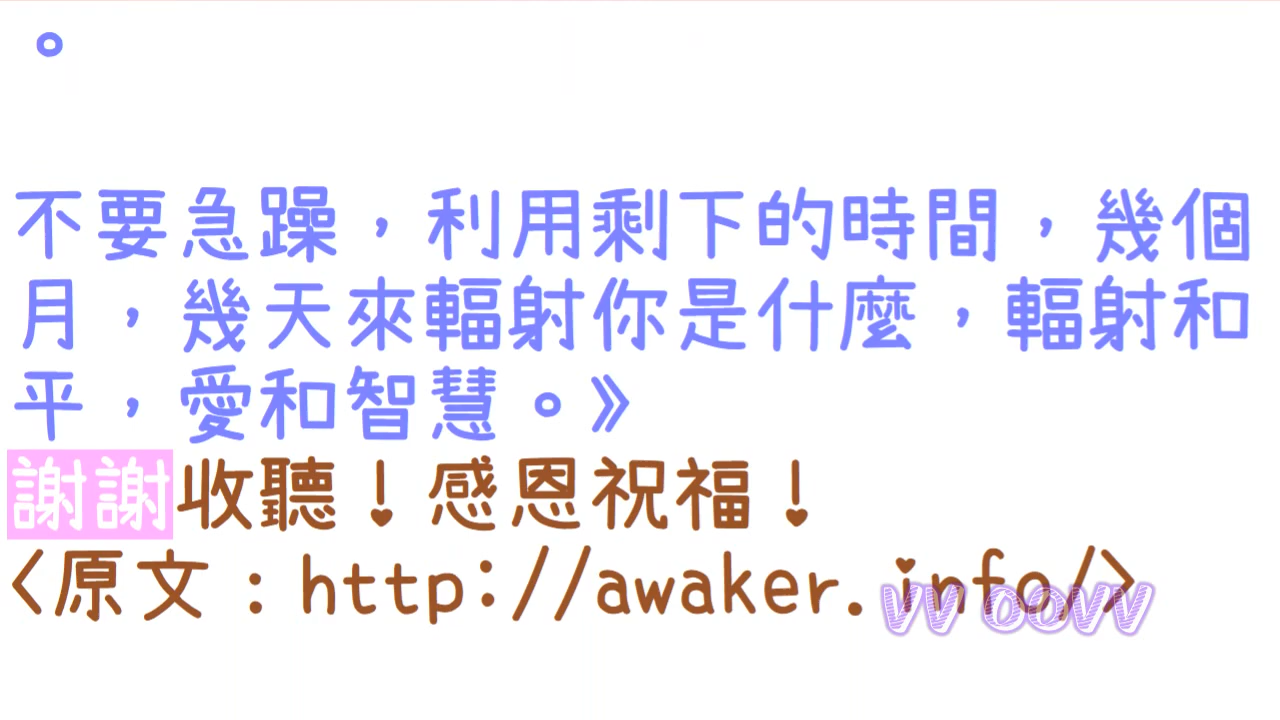 。
不要急躁，利用剩下的時間，幾個
月，幾天來輻射你是什麼，輻射和
平，愛和智慧。》
謝謝收聽！感恩祝福！
<原文：http://awaker.info/>
VV OOVV